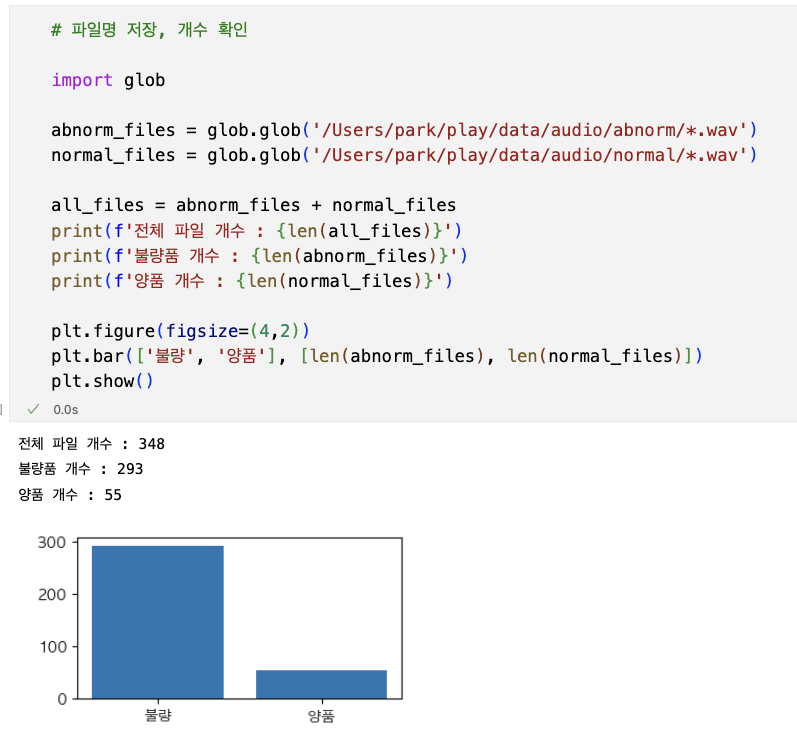 # 파일명 저장, 개수 확인
import glob
abnorm_files = glob.glob('/Users/park/play/data/audio/abnorm/*.wav')
normal_files = glob.glob('/Users/park/play/data/audio/normal/*.wav')
all_files = abnorm_files + normal_files
print(f'전체 파일 개수 : {len(all_files)}')
print(f'불량품 개수 : {len(abnorm_files)}')
print(f'양품 개수 : {len(normal_files)}')
plt.figure(figsize=(4,2))
plt.bar(['불량', '양품'], [len(abnorm_files), len(normal_files)])
plt.show()
] ✓ 0.0s
전체 파일 개수 : 348
불량품 개수 : 293
양품 개수 : 55
300
200
100
0
불량 양품